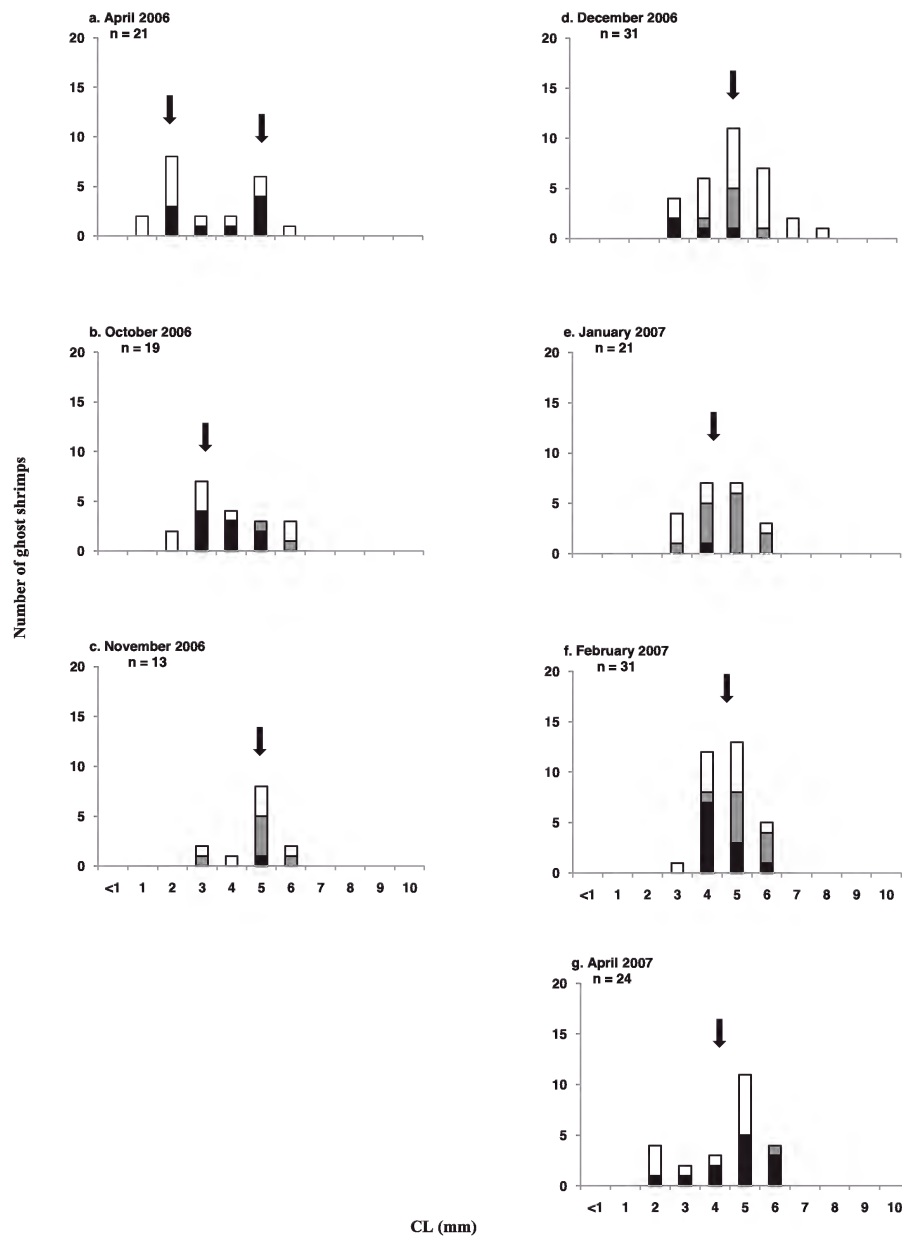 a. April 2006
n = 21
20
15
10
5
0
b. October 2006
n = 19
20
15
10
5
0
c. November 2006
n = 13
20
15
10
5
0
<1 1 2 3 4 5 6 7 8 9 10
d. December 2006
n = 31
20
15
10
5
0
e. January 2007
n = 21
20
15
10
5
0
f. February 2007
n = 31
20
15
10
5
0
<1 1 2 3 4 5 6 7 8 9 10
g. April 2007
n = 24
20
15
10
5
0
<1 1 2 3 4 5 6 7 8 9 10
Number of ghost shrimps
CL (mm)